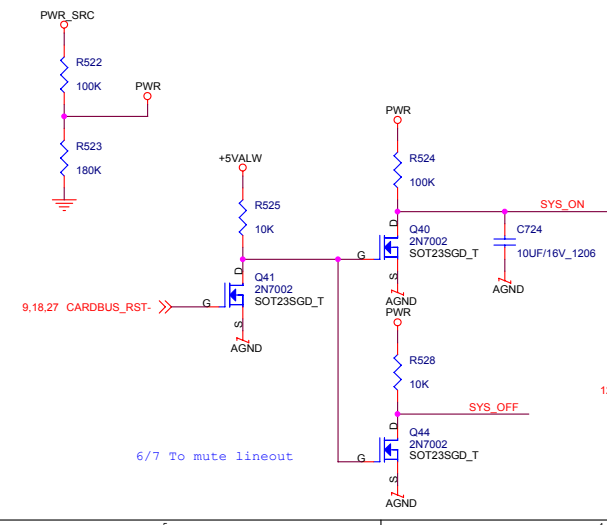 PWR_SRC
R522
100K
PWR
R523
180K
+5VALW
R525
10K
PWR
R524
100K
SYS_ON
C724
10UF/16V_1206
AGND
D
Q40
2N7002
SOT23SGD_T
G
S
AGND
D
Q41
2N7002
SOT23SGD_T
G
S
AGND
9,18,27 CARDBUS_RST-
PWR
R528
10K
SYS_OFF
D
Q44
2N7002
SOT23SGD_T
G
S
AGND
6/7 To mute lineout